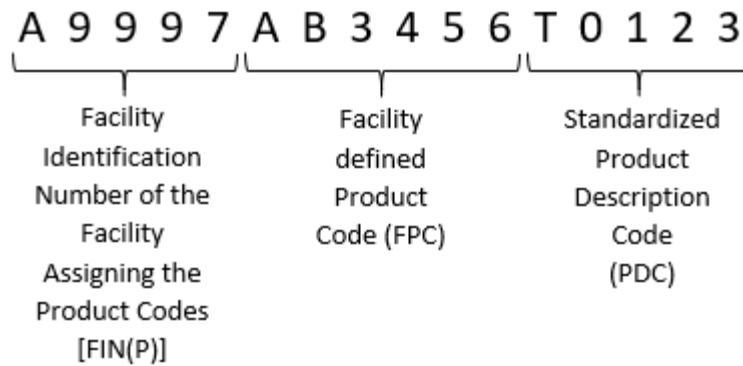 A 9 9 9 7 A B 3 4 5 6 T 0 1 2 3
Facility
Identification
Number of the
Facility
Assigning the
Product Codes
[FIN(P)]
Facility
defined
Product
Code (FPC)
Standardized
Product
Description
Code
(PDC)